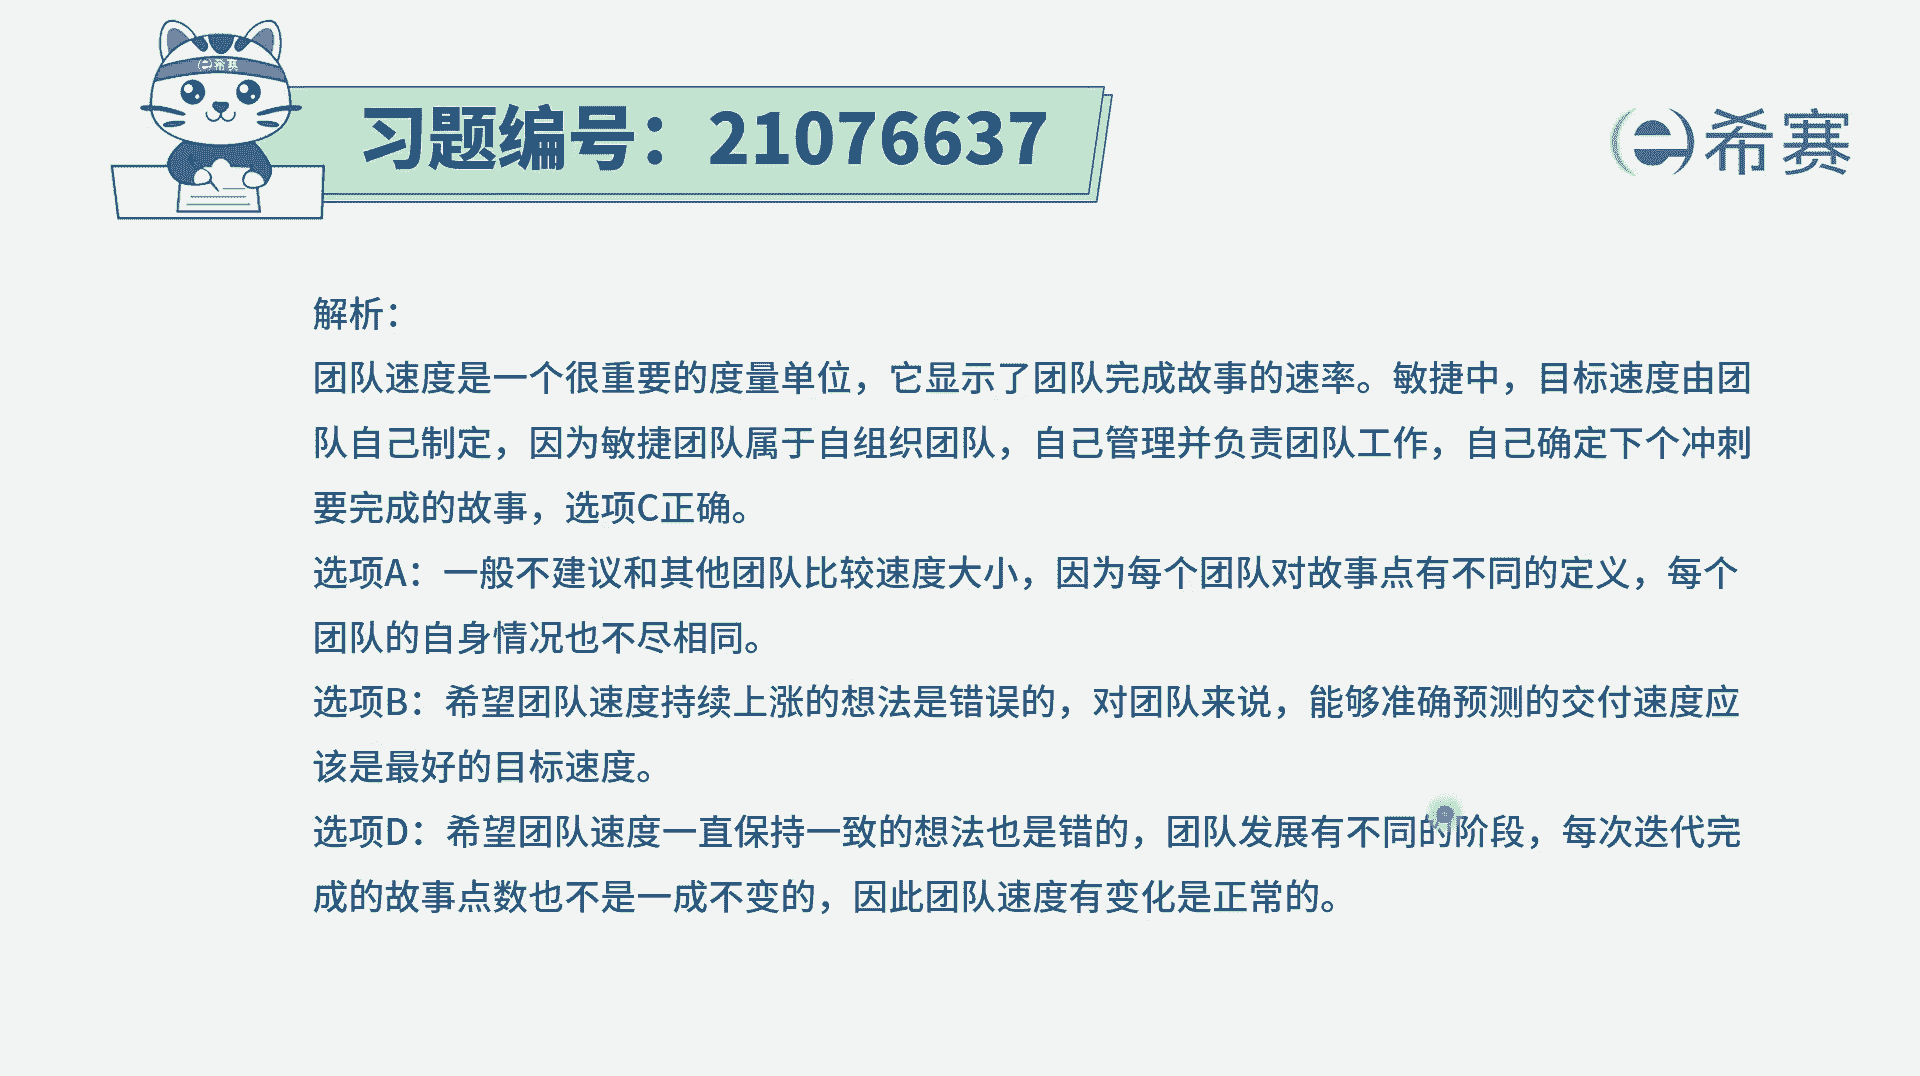 希赛
习题编号：21076637
希赛
解析：
团队速度是一个很重要的度量单位，它显示了团队完成故事的速率。敏捷中，目标速度由团
队自己制定，因为敏捷团队属于自组织团队，自己管理并负责团队工作，自己确定下个冲刺
要完成的故事，选项C正确。
选项A：一般不建议和其他团队比较速度大小，因为每个团队对故事点有不同的定义，每个
团队的自身情况也不尽相同。
选项B：希望团队速度持续上涨的想法是错误的，对团队来说，能够准确预测的交付速度应
该是最好的目标速度。
选项D：希望团队速度一直保持一致的想法也是错的，团队发展有不同的阶段，每次迭代完
成的故事点数也不是一成不变的，因此团队速度有变化是正常的。